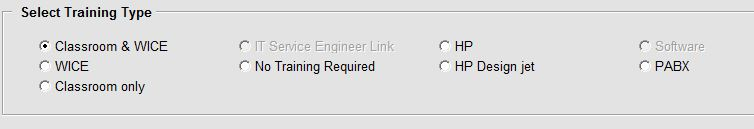 Select Training Type
Classroom & WICE IT Service Engineer Link HP Software
WICE No Training Required HP Design jet PABX
Classroom only